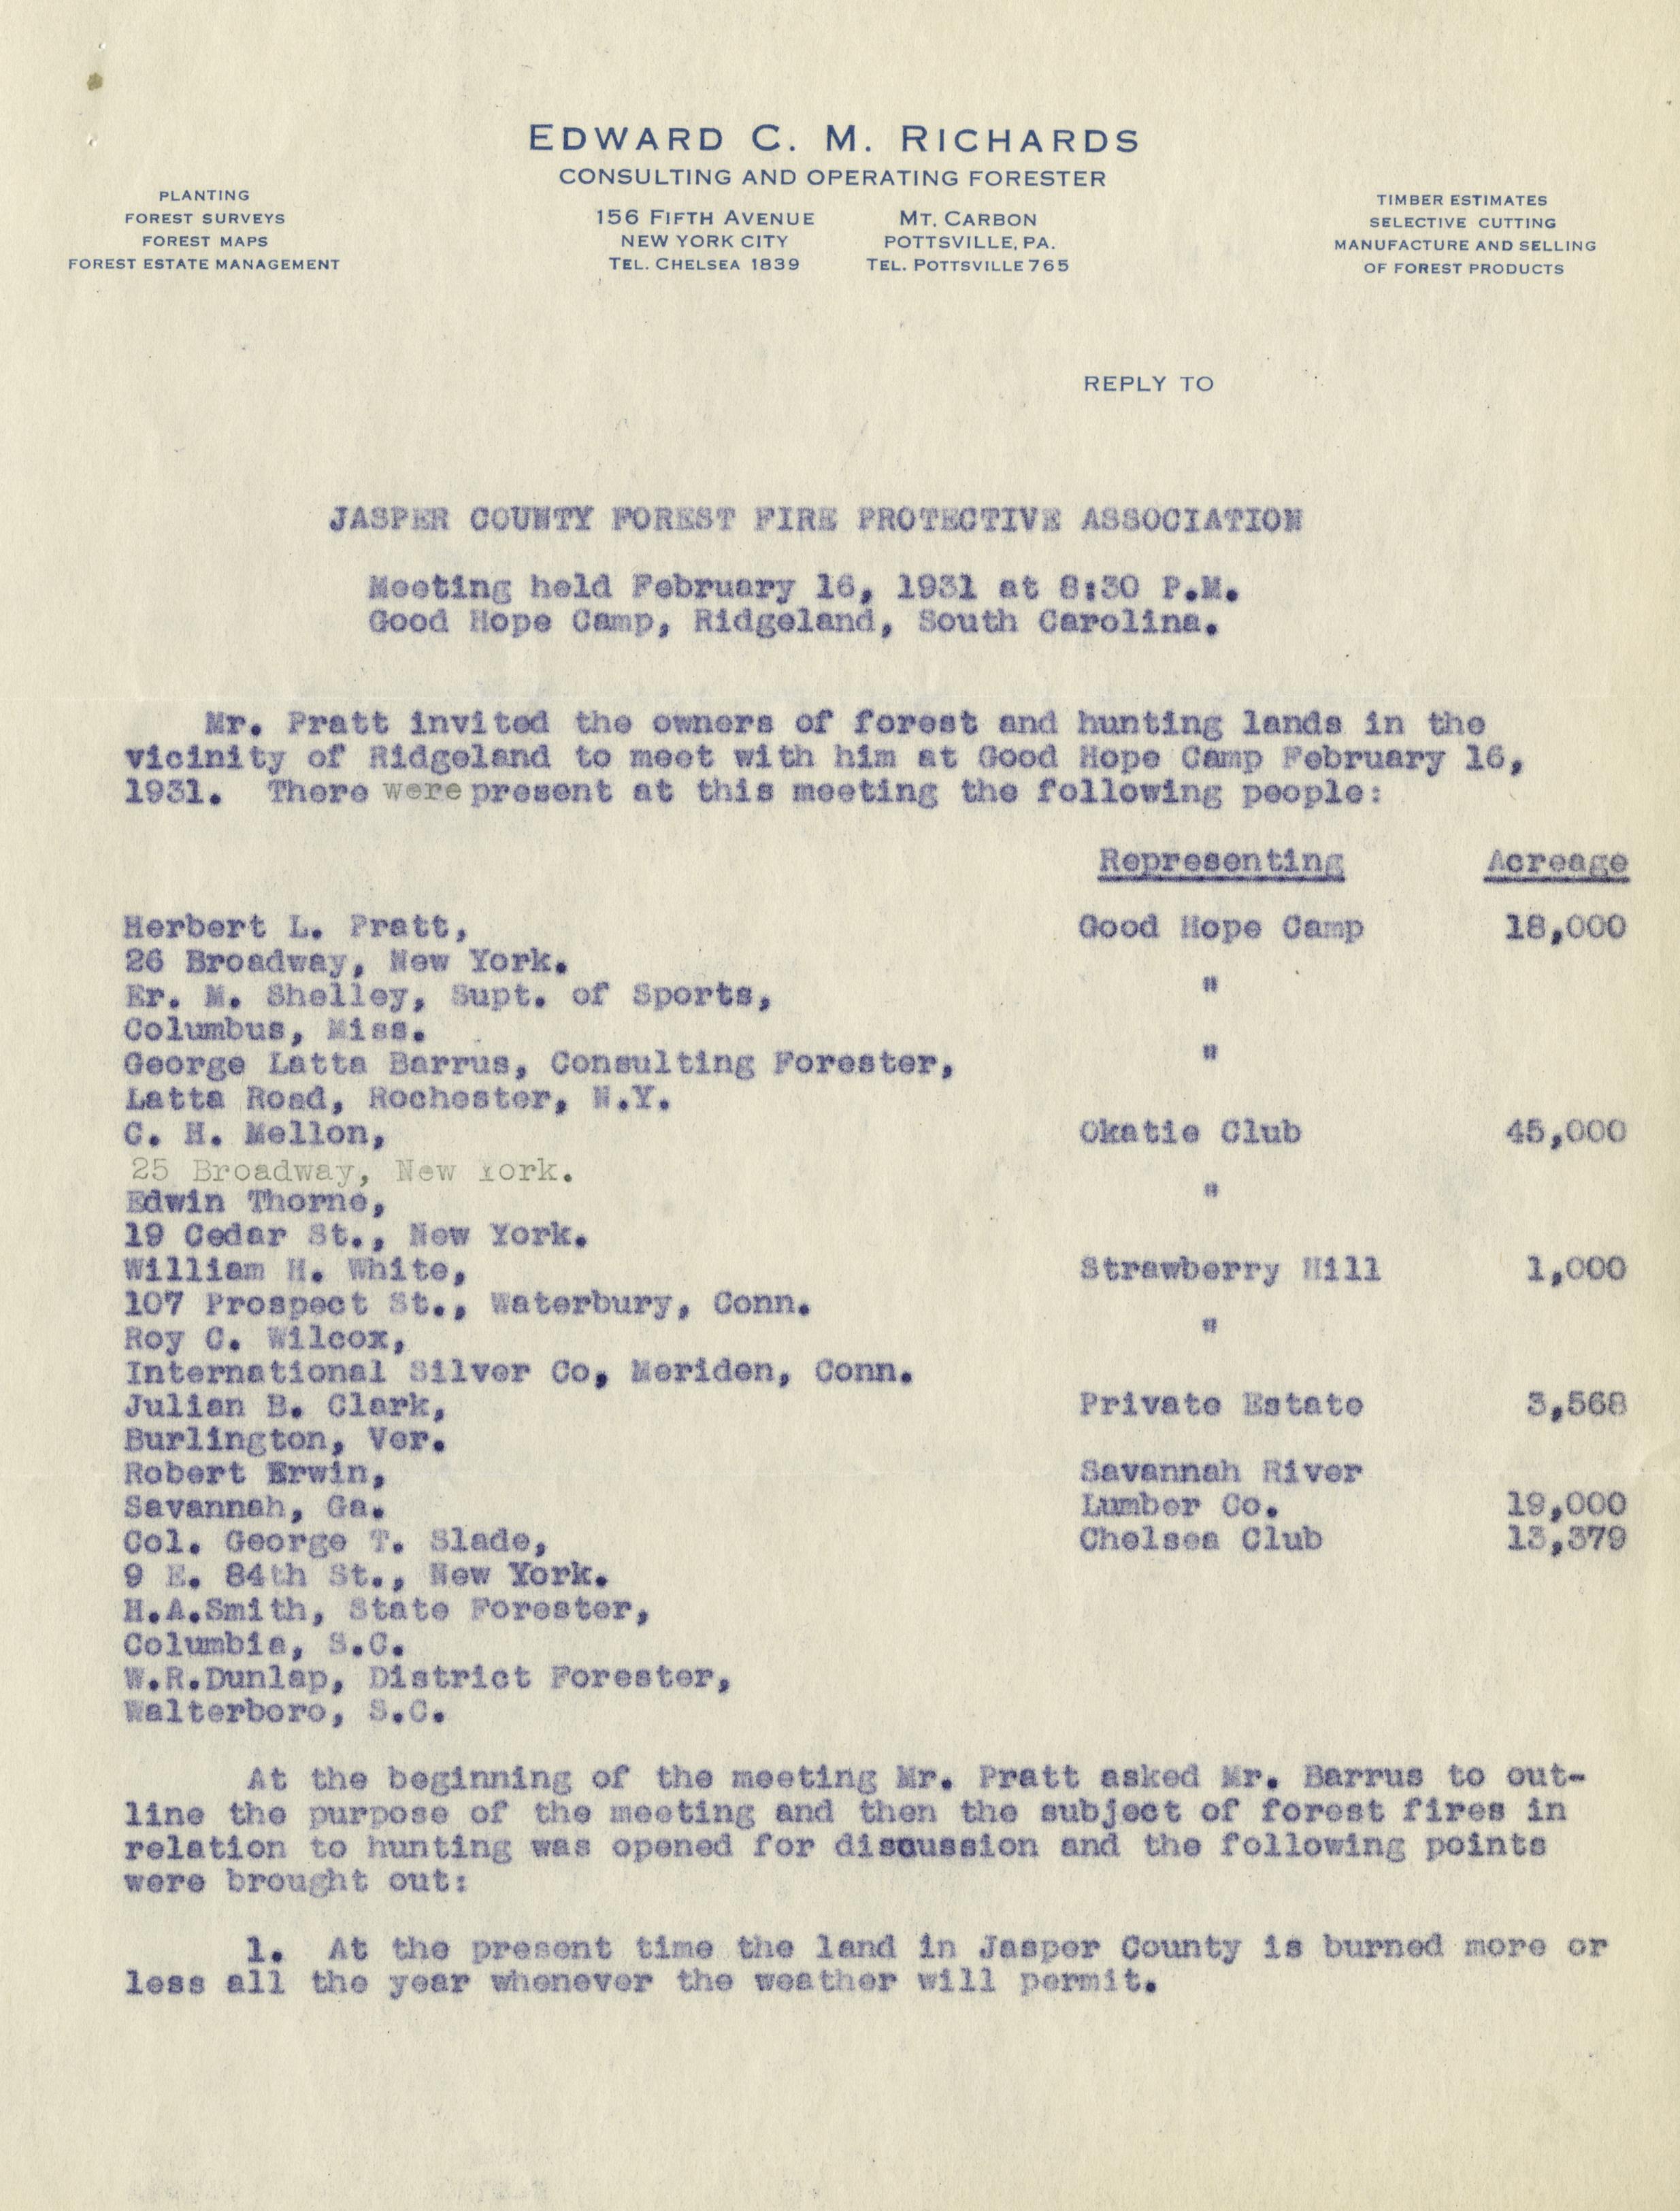 EDWARD C. M. RICHARDS
CONSULTING AND OPERATING FORESTER
PLANTING
FOREST SURVEYS
FOREST MAPS
FOREST ESTATE MANAGEMENT
156 FIFTH AVENUE
NEW YORK CITY
TEL. CHELSEA 1839
MT. CARBON
POTTSVILLE, PA.
TEL. POTTSVILLE 765
TIMBER ESTIMATES
SELECTIVE CUTTING
MANUFACTURE AND SELLING
OF FOREST PRODUCTS
REPLY TO
JASPER COUNTY FOREST FIRE PROTECTIVE ASSOCIATION
Meeting held February 16, 1931 at 8:30 P.M.
Good Hope Camp, Ridgeland, South Carolina.
Mr. Pratt invited the owners of forest and hunting lands in the
vicinity of Ridgeland to meet with him at Good Hope Camp February 16,
1931. There were present at this meeting the following people:
Representing Acreage
Herbert L. Pratt, Good Hope Camp 18,000
26 Broadway, New York.
Er. M. Shelley, Supt. of Sports, "
Columbus, Miss.
George Latta Barrus, Consulting Forester, "
Latta Road, Rochester, N.Y.
C. H. Mellon, Okatie Club 45,000
25 Broadway, New York.
Edwin Thorne, "
19 Cedar St., New York.
William H. White, Strawberry Hill 1,000
107 Prospect St., Waterbury, Conn.
Roy C. Wilcox, "
International Silver Co, Meriden, Conn.
Julian B. Clark, Private Estate 3,568
Burlington, Ver.
Robert Erwin, Savannah River
Savannah, Ga. Lumber Co. 19,000
Col. George T. Slade, Chelsea Club 13,379
9 E. 84th St., New York.
H.A.Smith, State Forester,
Columbia, S.C.
W.R.Dunlap, District Forester,
Walterboro, S.C.
At the beginning of the meeting Mr. Pratt asked Mr. Barrus to out-
line the purpose of the meeting and then the subject of forest fires in
relation to hunting was opened for discussion and the following points
were brought out:
1. At the present time the land in Jasper County is burned more or
less all the year whenever the weather will permit.